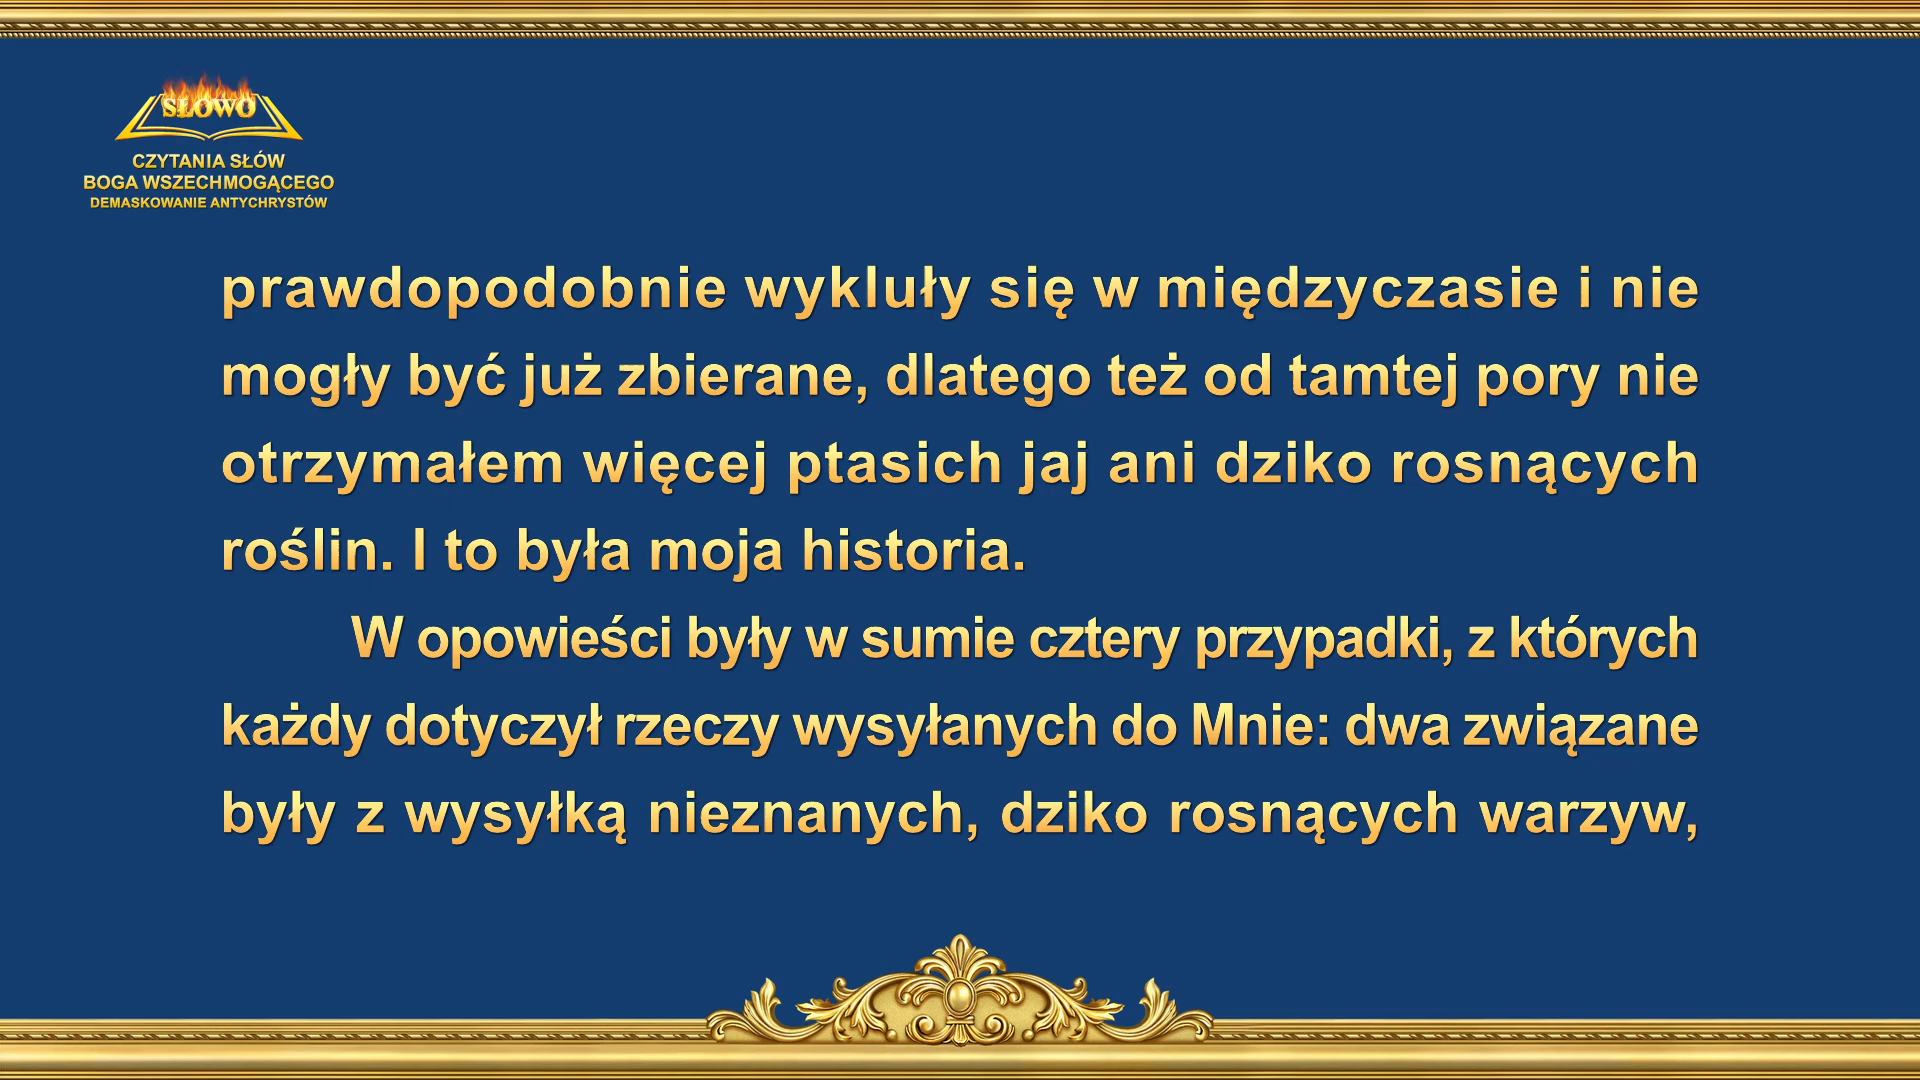 SŁOWO
CZYTANIA SŁÓW
BOGA WSZECHMOGĄCEGO
DEMASKOWANIE ANTYCHRYSTÓW
prawdopodobnie wykluły się w międzyczasie i nie
mogły być już zbierane, dlatego też od tamtej pory nie
otrzymałem więcej ptasich jaj ani dziko rosnących
roślin. I to była moja historia.
W opowieści były w sumie cztery przypadki, z których
każdy dotyczył rzeczy wysyłanych do Mnie: dwa związane
były z wysyłką nieznanych, dziko rosnących warzyw,